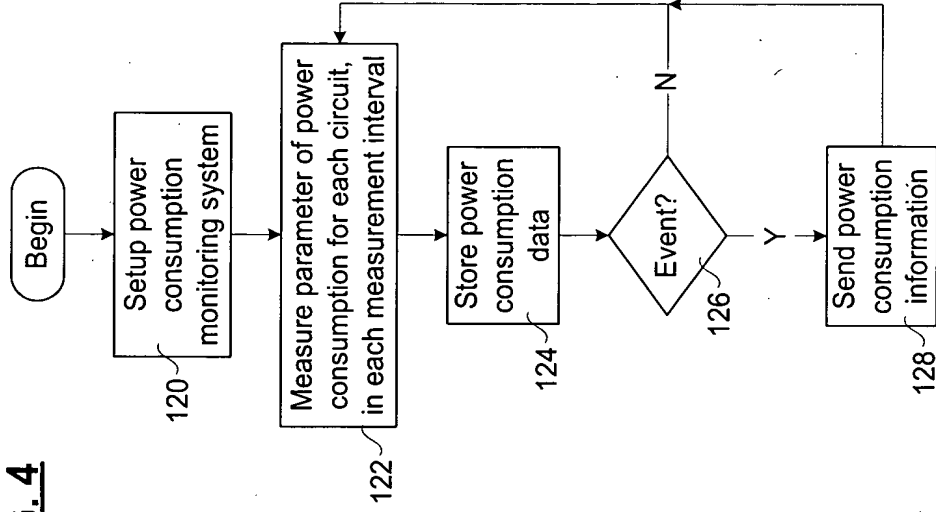 . 4
Begin
Setup power
consumption
monitoring system
120
Measure parameter of power
consumption for each circuit,
in each measurement interval
122
Store power
consumption
data
124
Event?
126
N
Y
Send power
consumption
information
128